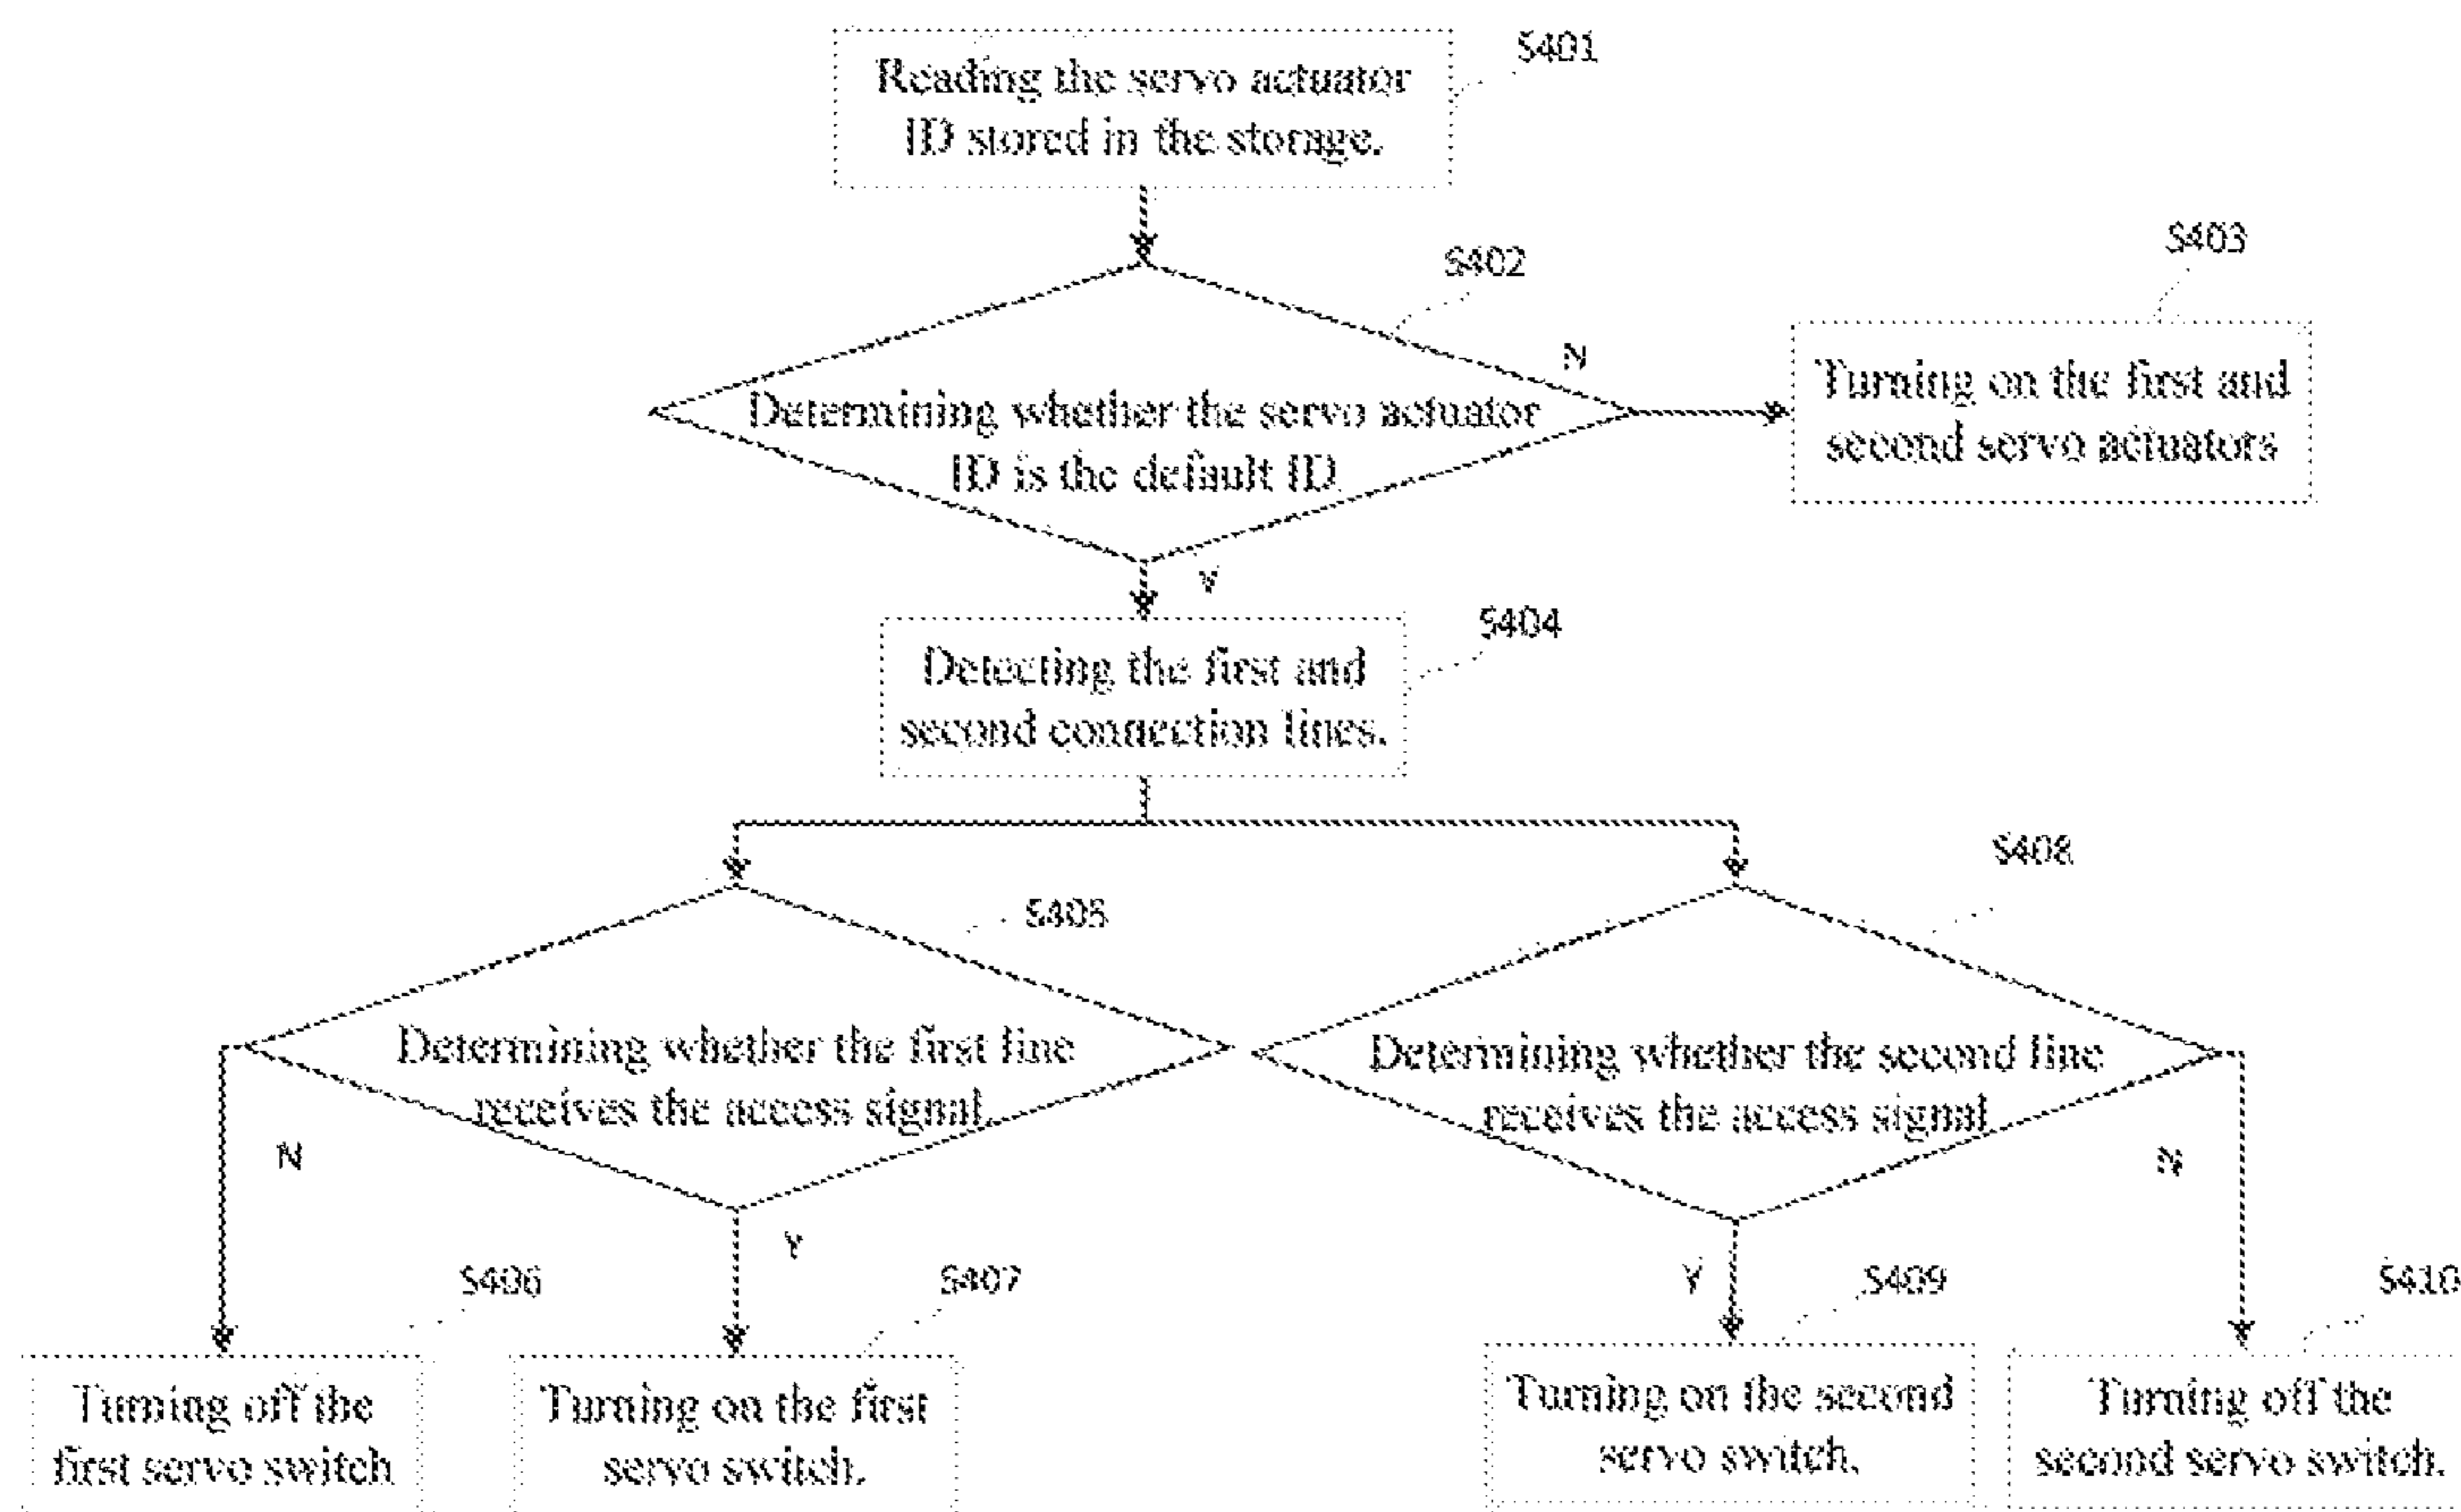 S401
Reading the servo actuator
ID stored in the storage.
S402
S403
N
Turning on the first and
second servo actuators
Determining whether the servo actuator
ID is the default ID
Y
S404
Detecting the first and
second connection lines.
S405
S408
Determining whether the first line
receives the access signal
Determining whether the second line
receives the access signal
N
N
Y
Y
S406
S407
S409
S410
Turning off the
first servo switch
Turning on the first
servo switch.
Turning on the second
servo switch.
Turning off the
second servo switch.